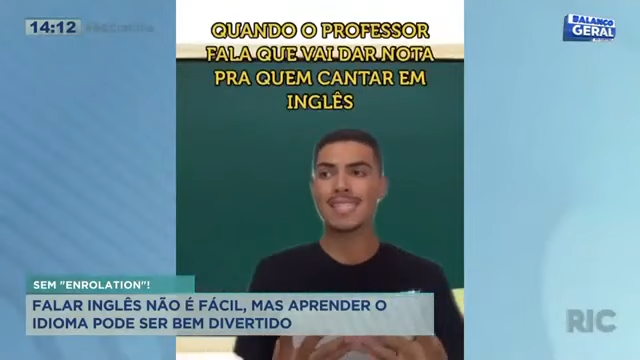 14:12
BALANÇO
GERAL
QUANDO O PROFESSOR
FALA QUE VAI DAR NOTA
PRA QUEM CANTAR EM
INGLÊS
SEM "ENROLATION"!
FALAR INGLÊS NÃO É FÁCIL, MAS APRENDER O
IDIOMA PODE SER BEM DIVERTIDO
RIC